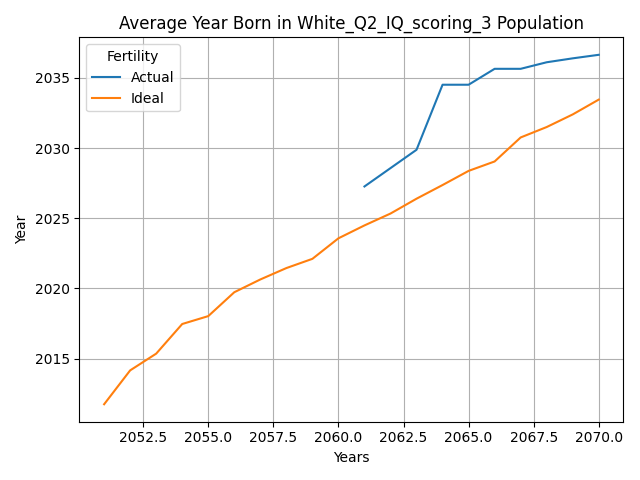 Average Year Born in White_Q2_IQ_scoring_3 Population
Fertility
Actual
Ideal
2035
2030
2025
2020
2015
Year
2052.5 2055.0 2057.5 2060.0 2062.5 2065.0 2067.5 2070.0
Years